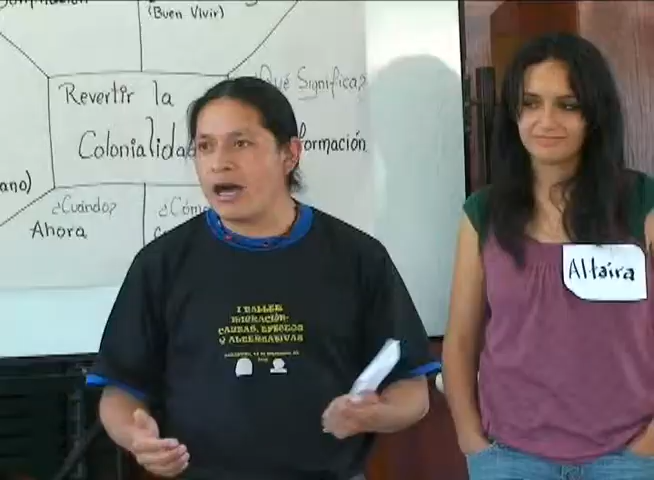 (Buen Vivir)
¿Qué Significa?
Revertir la
Colonialidad
formación
ano)
¿Cuándo?
Ahora
¿Cómo
Altaira
I TALLER
MIGRACIÓN:
CAUSAS, EFECTOS
Y ALTERNATIVAS